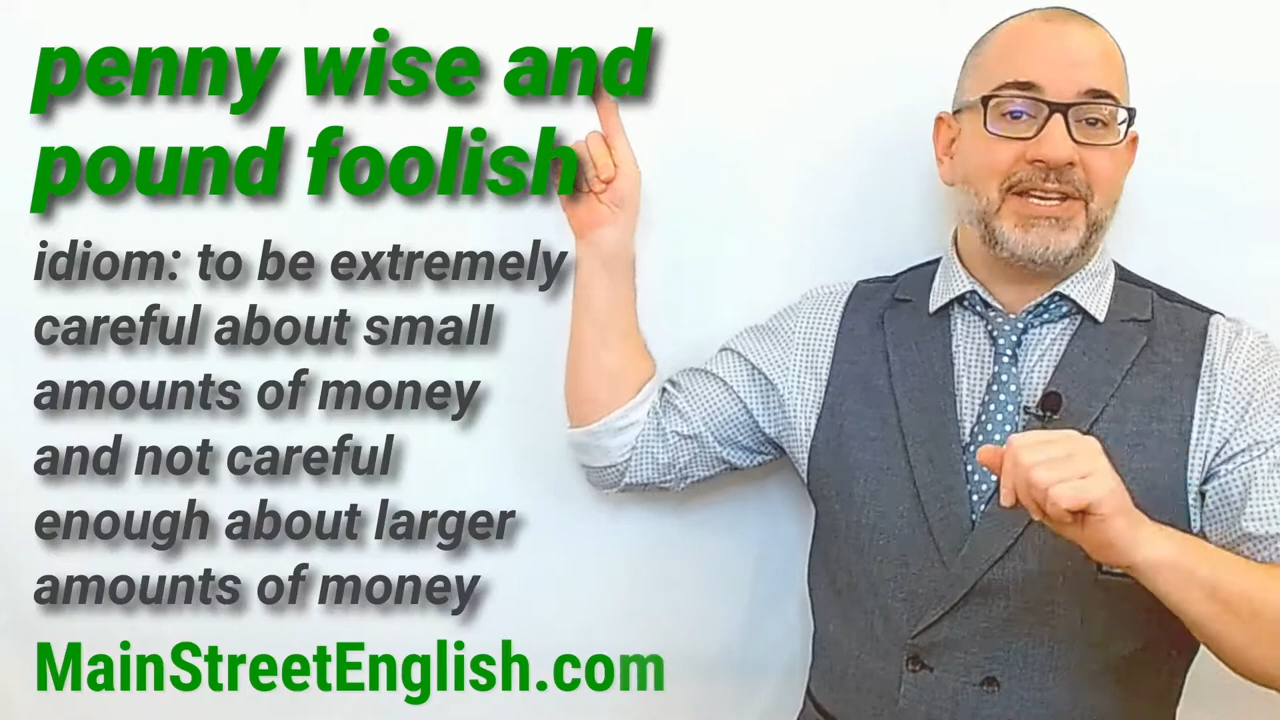 penny wise and
pound foolish
idiom: to be extremely
careful about small
amounts of money
and not careful
enough about larger
amounts of money
MainStreetEnglish.com